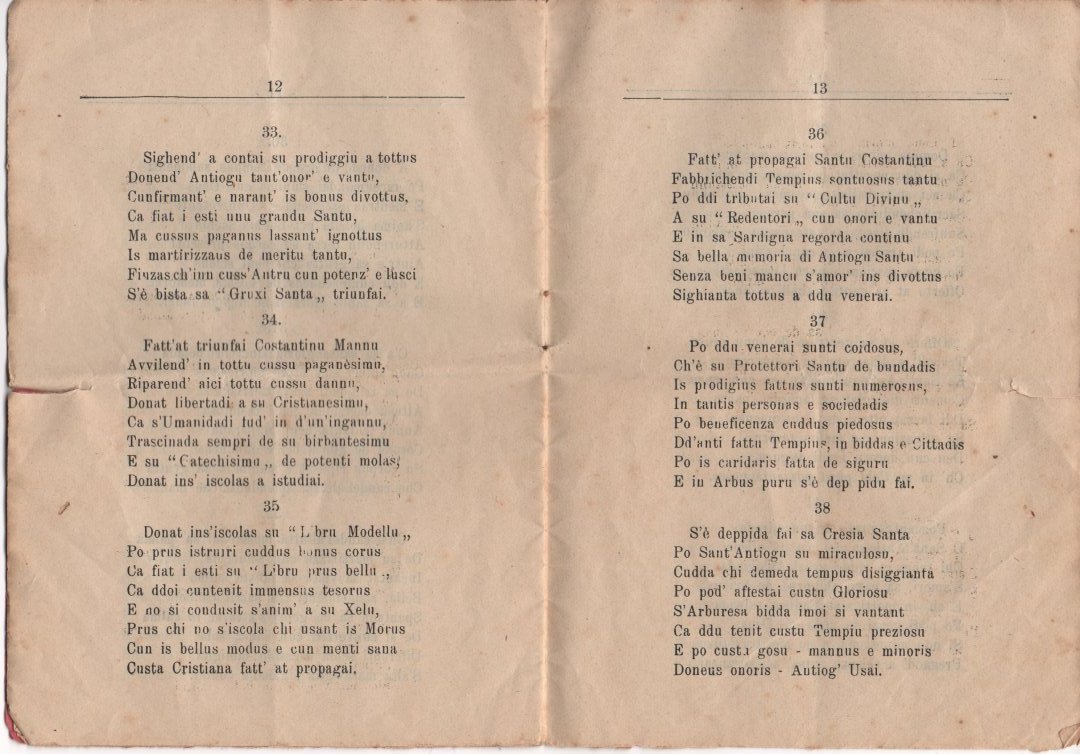 12
33.
Sighend' a contai su prodiggiu a tottus
Donend' Antiogu tant'onor' e vantu,
Cunfirmant' e narant' is bonus divottus,
Ca fiat i esti unu grandu Santu,
Ma cussus paganus lassant' ignottus
Is martirizzaus de meritu tantu,
Finzas ch'inu cuss'Autru cun potenz' e lusci
S'è bista sa “ Gruxi Santa „ triunfai.
34.
Fatt'at triunfai Costantinu Mannu
Avvilend' in tottu cussu paganèsimu,
Riparend' aici tottu cussu dannu,
Donat libertadi a su Cristianesimu,
Ca s'Umanidadi fud' in d'un'ingannu,
Trascinada sempri de su birbantesimu
E su “ Catechisimu „ de potenti molas,
Donat ins' iscolas a istudiai.
35
Donat ins'iscolas su “ L bru Modellu „
Po prus istruiri cuddus bonus corus
Ca fiat i esti su “ Libru prus bellu „
Ca ddoi cuntenit immensus tesorus
E no si condusit s'anim' a su Xelu,
Prus chi no s'iscola chi usant is Morus
Cun is bellus modus e cun menti sana
Custa Cristiana fatt' at propagai.
13
36
Fatt' at propagai Santu Costantinu
Fabbrichendi Tempius sontuosus tantu
Po ddi tributai su “ Cultu Divinu „
A su “ Redentori „ cun onori e vantu
E in sa Sardigna regorda continu
Sa bella memoria di Antiogu Santu
Senza beni mancu s'amor' ins divottus
Sighianta tottus a ddu venerai.
37
Po ddu venerai sunti coidosus,
Ch'è su Protettori Santu de bundadis
Is prodigius fattus sunti numerosus,
In tantis personas e sociedadis
Po beneficenza cuddus piedosus
Dd'anti fattu Tempius, in biddas e Cittadis
Po is caridaris fatta de siguru
E in Arbus puru s'è dep pidu fai.
38
S'è deppida fai sa Cresia Santa
Po Sant'Antiogu su miraculosu,
Cudda chi demeda tempus disiggianta
Po pod' aftestai custu Gloriosu
S'Arburesa bidda imoi si vantant
Ca ddu tenit custu Tempiu preziosu
E po custu gosu - mannus e minoris
Doneus onoris - Antiog' Usai.